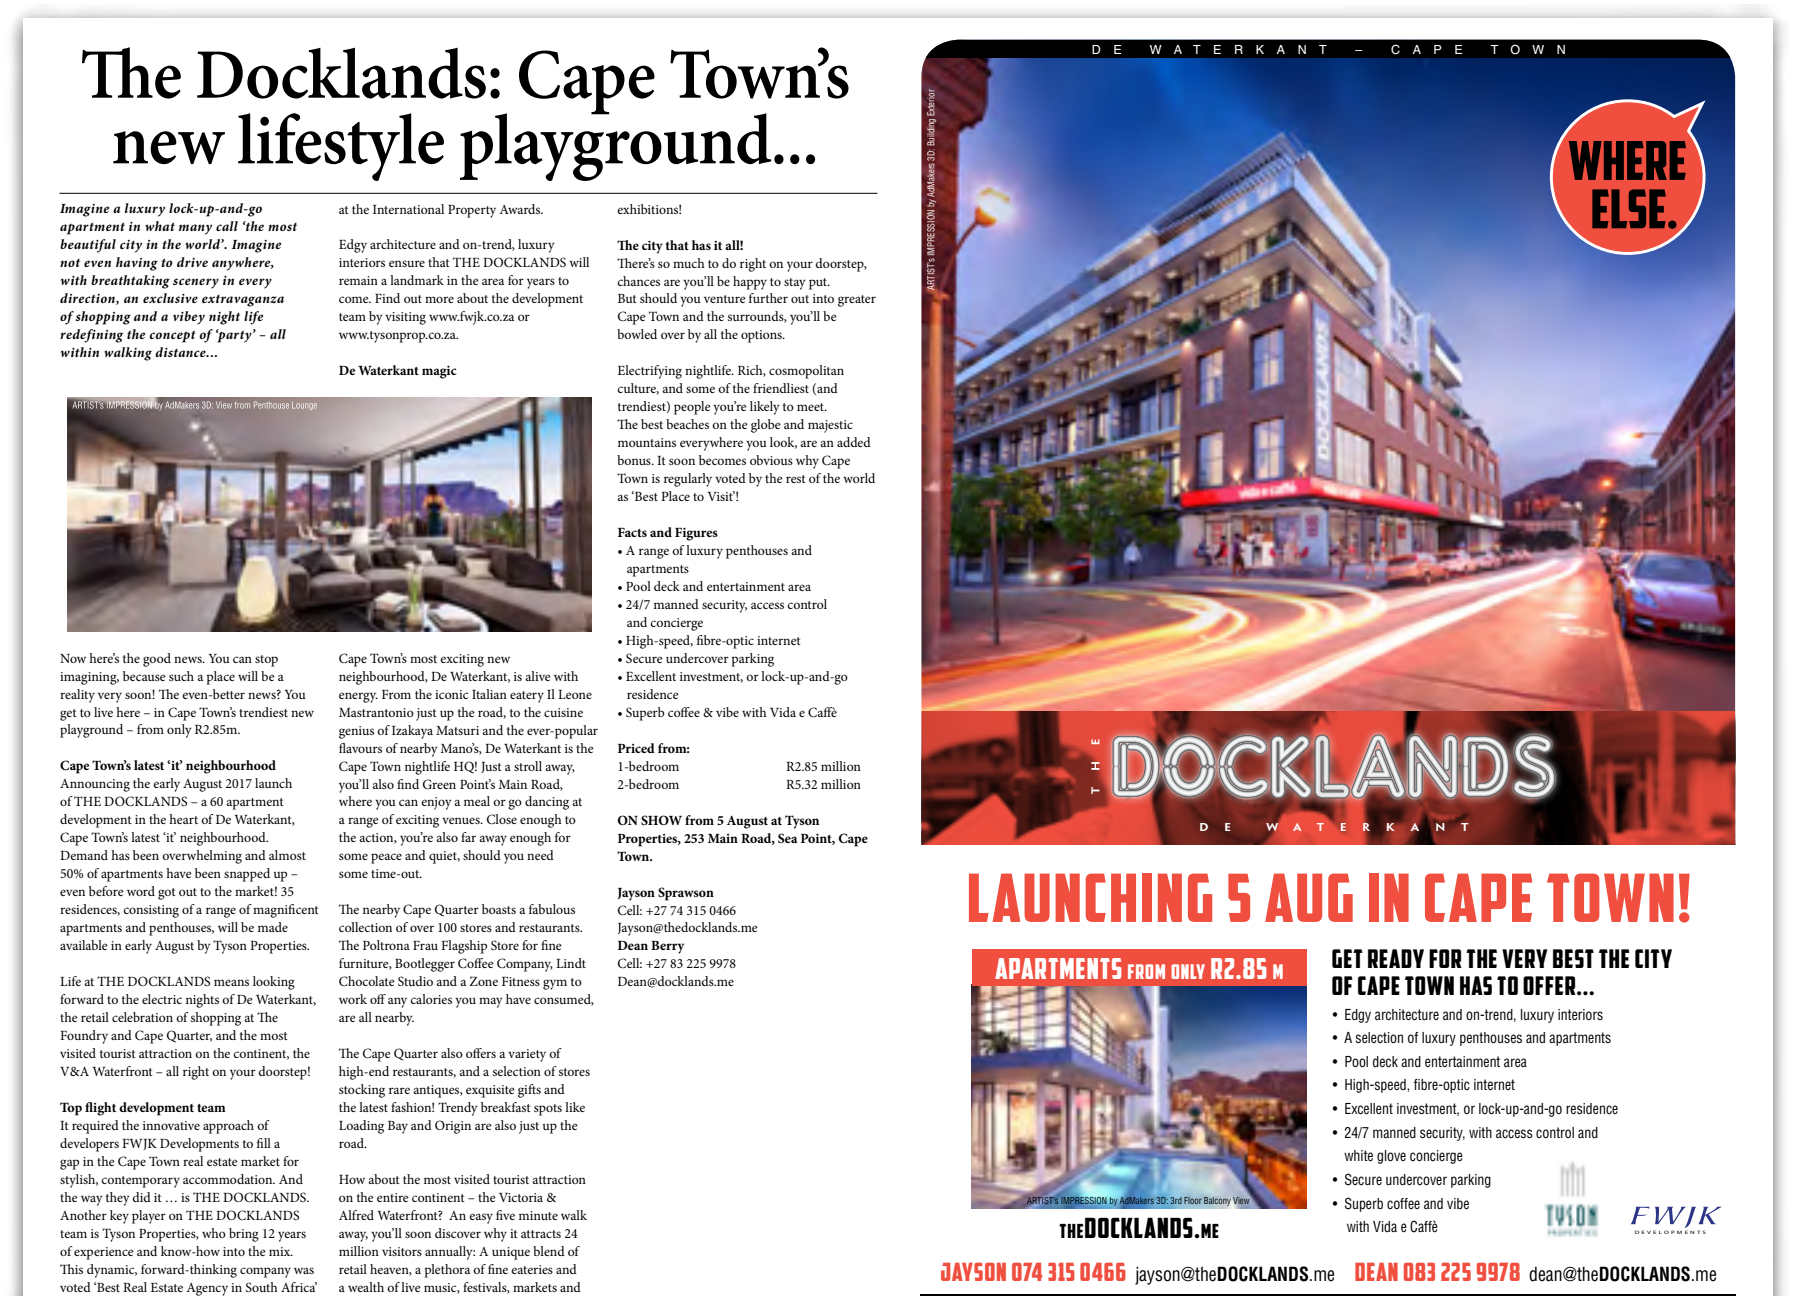 The Docklands: Cape Town's
new lifestyle playground...
Imagine a luxury lock-up-and-go
apartment in what many call ‘the most
beautiful city in the world’. Imagine
not even having to drive anywhere,
with breathtaking scenery in every
direction, an exclusive extravaganza
of shopping and a vibey night life
redefining the concept of ‘party’ – all
within walking distance...
ARTIST's IMPRESSION by AdMakers 3D: View from Penthouse Lounge
Now here's the good news. You can stop
imagining, because such a place will be a
reality very soon! The even-better news? You
get to live here – in Cape Town's trendiest new
playground – from only R2.85m.
Cape Town's latest ‘it’ neighbourhood
Announcing the early August 2017 launch
of THE DOCKLANDS – a 60 apartment
development in the heart of De Waterkant,
Cape Town's latest ‘it’ neighbourhood.
Demand has been overwhelming and almost
50% of apartments have been snapped up –
even before word got out to the market! 35
residences, consisting of a range of magnificent
apartments and penthouses, will be made
available in early August by Tyson Properties.
Life at THE DOCKLANDS means looking
forward to the electric nights of De Waterkant,
the retail celebration of shopping at The
Foundry and Cape Quarter, and the most
visited tourist attraction on the continent, the
V&A Waterfront – all right on your doorstep!
Top flight development team
It required the innovative approach of
developers FWJK Developments to fill a
gap in the Cape Town real estate market for
stylish, contemporary accommodation. And
the way they did it … is THE DOCKLANDS.
Another key player on THE DOCKLANDS
team is Tyson Properties, who bring 12 years
of experience and know-how into the mix.
This dynamic, forward-thinking company was
voted ‘Best Real Estate Agency in South Africa’
at the International Property Awards.
Edgy architecture and on-trend, luxury
interiors ensure that THE DOCKLANDS will
remain a landmark in the area for years to
come. Find out more about the development
team by visiting www.fwjk.co.za or
www.tysonprop.co.za.
De Waterkant magic
Cape Town's most exciting new
neighbourhood, De Waterkant, is alive with
energy. From the iconic Italian eatery Il Leone
Mastrantonio just up the road, to the cuisine
genius of Izakaya Matsuri and the ever-popular
flavours of nearby Mano's, De Waterkant is the
Cape Town nightlife HQ! Just a stroll away,
you'll also find Green Point's Main Road,
where you can enjoy a meal or go dancing at
a range of exciting venues. Close enough to
the action, you're also far away enough for
some peace and quiet, should you need
some time-out.
The nearby Cape Quarter boasts a fabulous
collection of over 100 stores and restaurants.
The Poltrona Frau Flagship Store for fine
furniture, Bootlegger Coffee Company, Lindt
Chocolate Studio and a Zone Fitness gym to
work off any calories you may have consumed,
are all nearby.
The Cape Quarter also offers a variety of
high-end restaurants, and a selection of stores
stocking rare antiques, exquisite gifts and
the latest fashion! Trendy breakfast spots like
Loading Bay and Origin are also just up the
road.
How about the most visited tourist attraction
on the entire continent – the Victoria &
Alfred Waterfront? An easy five minute walk
away, you'll soon discover why it attracts 24
million visitors annually: A unique blend of
retail heaven, a plethora of fine eateries and
a wealth of live music, festivals, markets and
exhibitions!
The city that has it all!
There's so much to do right on your doorstep,
chances are you'll be happy to stay put.
But should you venture further out into greater
Cape Town and the surrounds, you'll be
bowled over by all the options.
Electrifying nightlife. Rich, cosmopolitan
culture, and some of the friendliest (and
trendiest) people you're likely to meet.
The best beaches on the globe and majestic
mountains everywhere you look, are an added
bonus. It soon becomes obvious why Cape
Town is regularly voted by the rest of the world
as ‘Best Place to Visit’!
Facts and Figures
• A range of luxury penthouses and
apartments
• Pool deck and entertainment area
• 24/7 manned security, access control
and concierge
• High-speed, fibre-optic internet
• Secure undercover parking
• Excellent investment, or lock-up-and-go
residence
• Superb coffee & vibe with Vida e Caffè
Priced from:
1-bedroom R2.85 million
2-bedroom R5.32 million
ON SHOW from 5 August at Tyson
Properties, 253 Main Road, Sea Point, Cape
Town.
Jayson Sprawson
Cell: +27 74 315 0466
Jayson@thedocklands.me
Dean Berry
Cell: +27 83 225 9978
Dean@docklands.me
DE WATERKANT – CAPE TOWN
ARTIST's IMPRESSION by AdMakers 3D: Building Exterior
WHERE
ELSE.
DOCKLANDS
vida e caffè
THE DOCKLANDS
DE WATERKANT
LAUNCHING 5 AUG IN CAPE TOWN!
APARTMENTS FROM ONLY R2.85 M
ARTIST's IMPRESSION by AdMakers 3D: 3rd Floor Balcony View
THEDOCKLANDS.ME
GET READY FOR THE VERY BEST THE CITY
OF CAPE TOWN HAS TO OFFER...
• Edgy architecture and on-trend, luxury interiors
• A selection of luxury penthouses and apartments
• Pool deck and entertainment area
• High-speed, fibre-optic internet
• Excellent investment, or lock-up-and-go residence
• 24/7 manned security, with access control and
white glove concierge
• Secure undercover parking
• Superb coffee and vibe
with Vida e Caffè
TYSON
PROPERTIES
FWJK
DEVELOPMENTS
JAYSON 074 315 0466 jayson@theDOCKLANDS.me DEAN 083 225 9978 dean@theDOCKLANDS.me